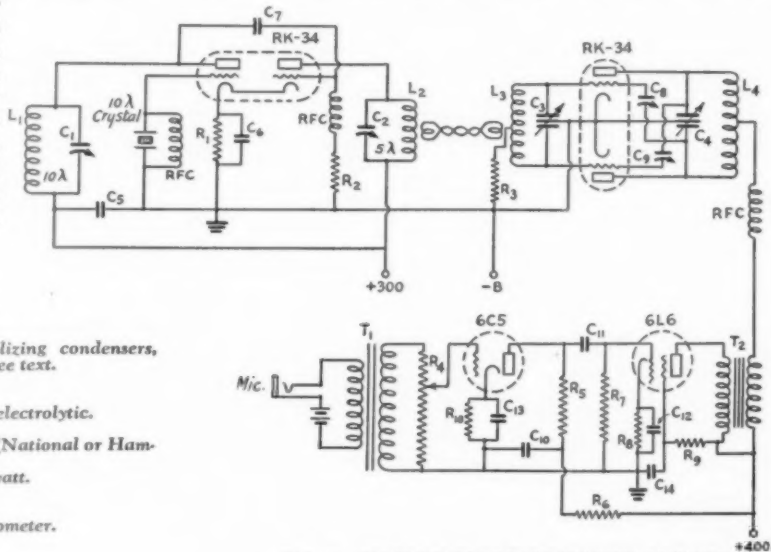 C7
RK-34
RK-34
L1
C1
10λ
10λ
Crystal
RFC
R1
C6
RFC
R2
C2
5λ
L2
L3
C3
C8
C9
C4
L4
C5
R3
RFC
+300
-B
lizing condensers,
ee text.
electrolytic.
(National or Ham-
watt.
ometer.
Mic.
T1
R4
6C5
C11
6L6
T2
R10
C13
C10
R5
R7
R8
C12
R9
C14
R6
+400